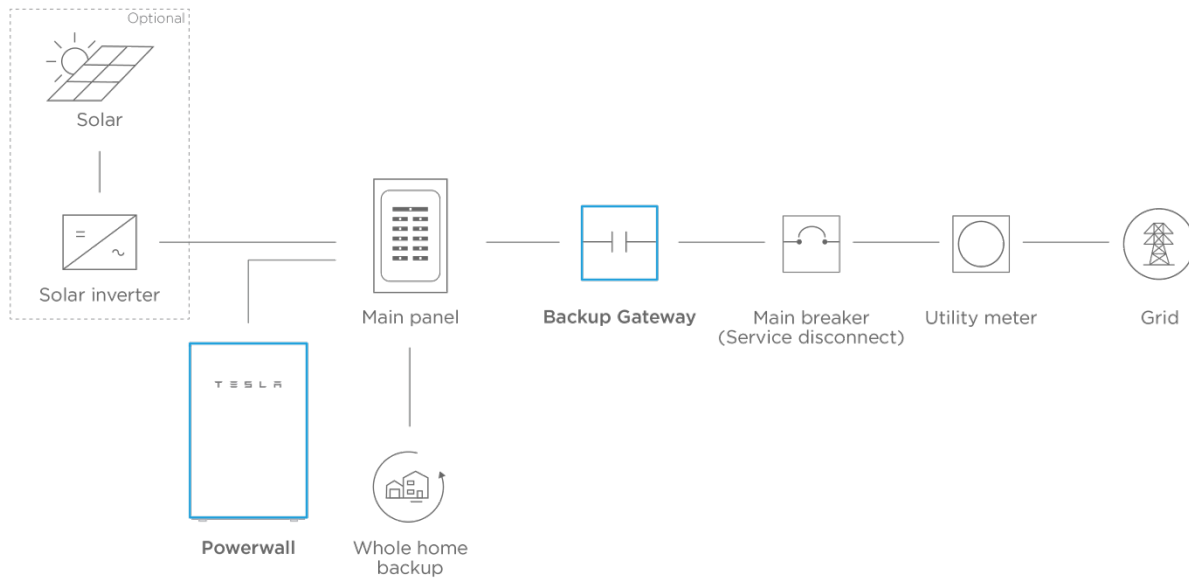 Optional
Solar
Solar inverter
Main panel
Backup Gateway
Main breaker
(Service disconnect)
Utility meter
Grid
TESLA
Powerwall
Whole home
backup